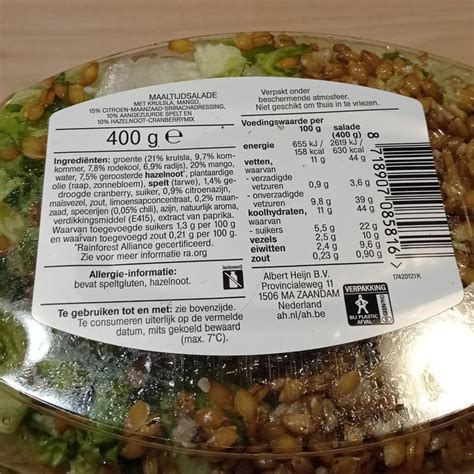 MAALTIJDSALADE
MET KRULSLA, MANGO,
15% CITROEN-MAANZAAD-SRIRACHADRESSING,
10% AANGEZUURDE SPELT EN
10% HAZELNOOT-CRANBERRYMIX
400 g e
Ingrediënten: groente (21% krulsla, 9,7% kom-
kommer, 7,8% rodekool, 6,9% radijs), 20% mango,
water, 7,5% geroosterde hazelnoot, plantaardige
olie (raap, zonnebloem), spelt (tarwe), 1,4% ge-
droogde cranberry, suiker, 0,9% citroenazijn,
maïsvezel, zout, limoensapconcentraat, 0,2% maan-
zaad, specerijen (0,05% chili), azijn, natuurlijk aroma,
verdikkingsmiddel (E415), extract van paprika.
Waarvan toegevoegde suikers 1,3 g per 100 g
en waarvan toegevoegd zout 0,21 g per 100 g.
Rainforest Alliance gecertificeerd.
Zie voor meer informatie ra.org
Allergie-informatie:
bevat speltgluten, hazelnoot.
lactosevrij
Te gebruiken tot en met: zie bovenzijde.
Te consumeren uiterlijk op de vermelde
datum, mits gekoeld bewaard
(max. 7°C).
Verpakt onder
beschermende atmosfeer.
Niet geschikt om thuis in te vriezen.
Voedingswaarde per
100 g salade
(400 g)
energie 655 kJ / 2619 kJ /
158 kcal 630 kcal
vetten, 11 g 44 g
waarvan
- verzadigde
vetzuren 0,9 g 3,6 g
- onverzadigde
vetzuren 9,8 g 39 g
koolhydraten, 11 g 44 g
waarvan
- suikers 5,5 g 22 g
vezels 2,5 g 10 g
eiwitten 2,4 g 9,6 g
zout 0,23 g 0,90 g
8 718907 085816 >
Albert Heijn B.V.
Provincialeweg 11
1506 MA ZAANDAM
Nederland
ah.nl/ah.be
17420121K
VERPAKKING
BIJ PLASTIC
AFVAL